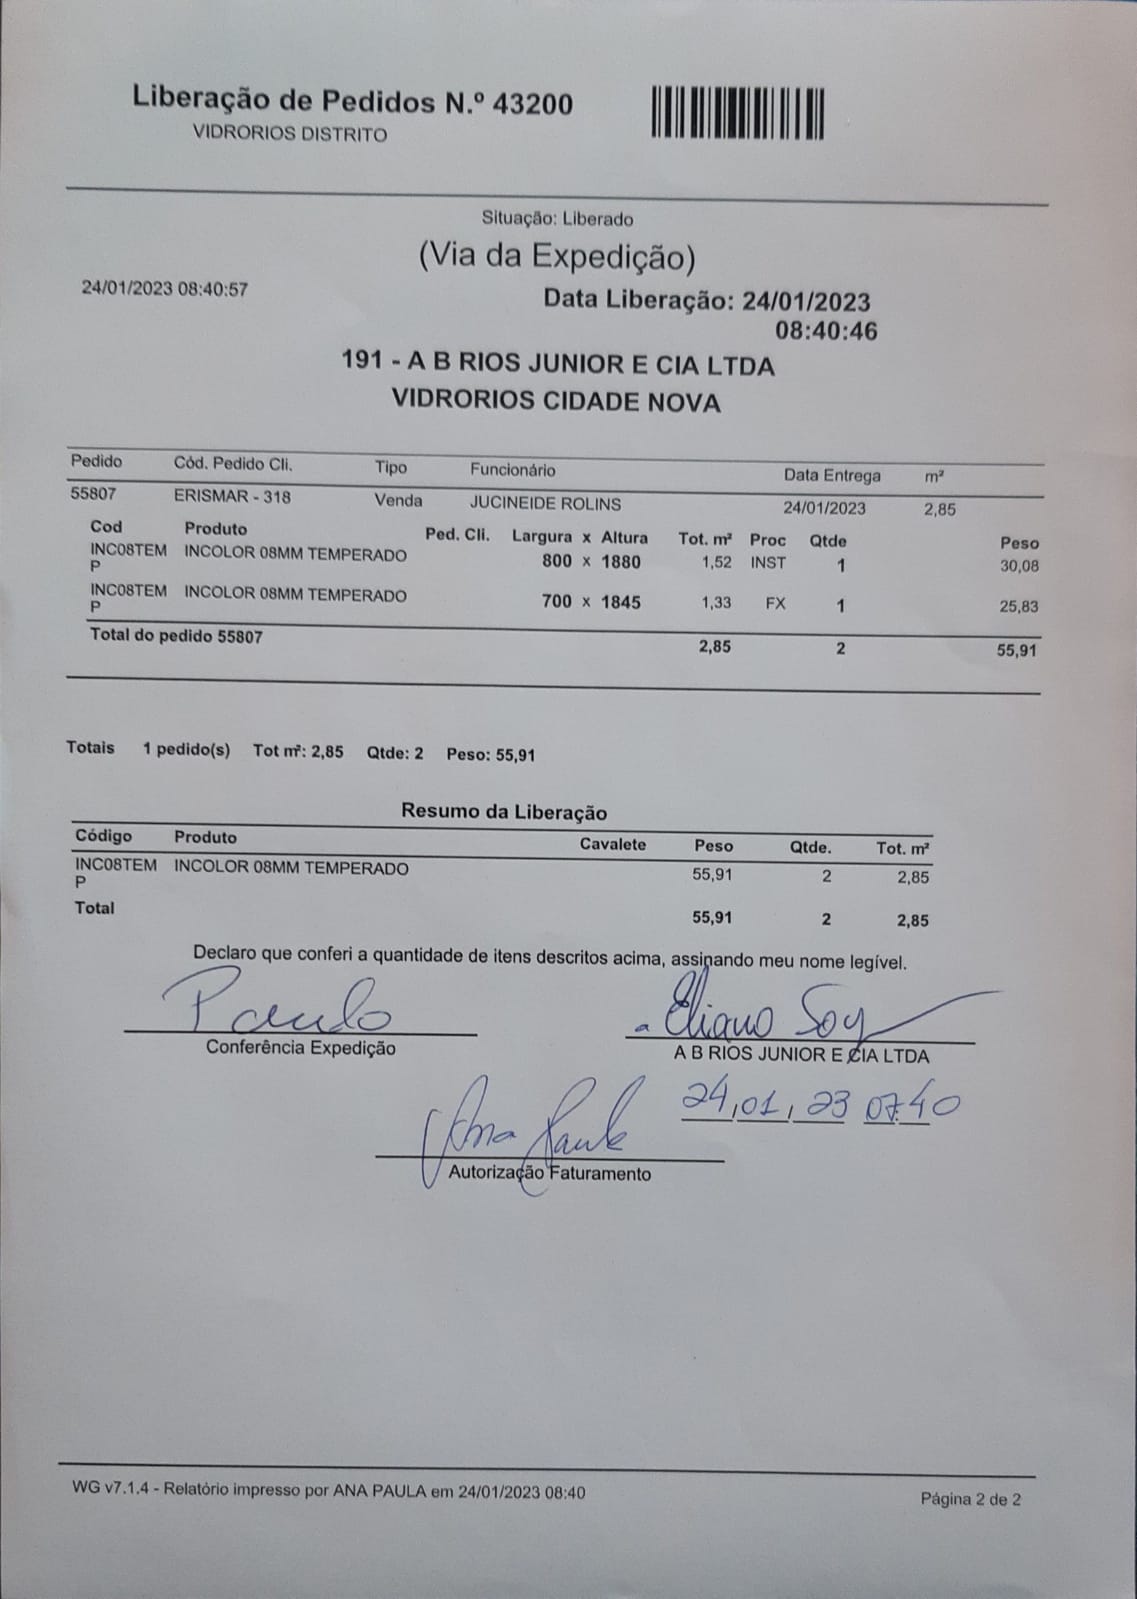 Liberação de Pedidos N.º 43200
VIDRORIOS DISTRITO
Situação: Liberado
(Via da Expedição)
24/01/2023 08:40:57
Data Liberação: 24/01/2023
08:40:46
191 - A B RIOS JUNIOR E CIA LTDA
VIDRORIOS CIDADE NOVA
Pedido Cód. Pedido Cli. Tipo Funcionário Data Entrega m²
55807 ERISMAR - 318 Venda JUCINEIDE ROLINS 24/01/2023 2,85
Cod Produto Ped. Cli. Largura x Altura Tot. m² Proc Qtde Peso
INC08TEM INCOLOR 08MM TEMPERADO 800 x 1880 1,52 INST 1 30,08
P
INC08TEM INCOLOR 08MM TEMPERADO 700 x 1845 1,33 FX 1 25,83
P
Total do pedido 55807 2,85 2 55,91
Totais 1 pedido(s) Tot m²: 2,85 Qtde: 2 Peso: 55,91
Resumo da Liberação
Código Produto Cavalete Peso Qtde. Tot. m²
INC08TEM INCOLOR 08MM TEMPERADO 55,91 2 2,85
P
Total 55,91 2 2,85
Declaro que conferi a quantidade de itens descritos acima, assinando meu nome legível.
Paulo
Conferência Expedição
A B RIOS JUNIOR E CIA LTDA
24,01,23 07:40
Ana Paula
Autorização Faturamento
WG v7.1.4 - Relatório impresso por ANA PAULA em 24/01/2023 08:40
Página 2 de 2